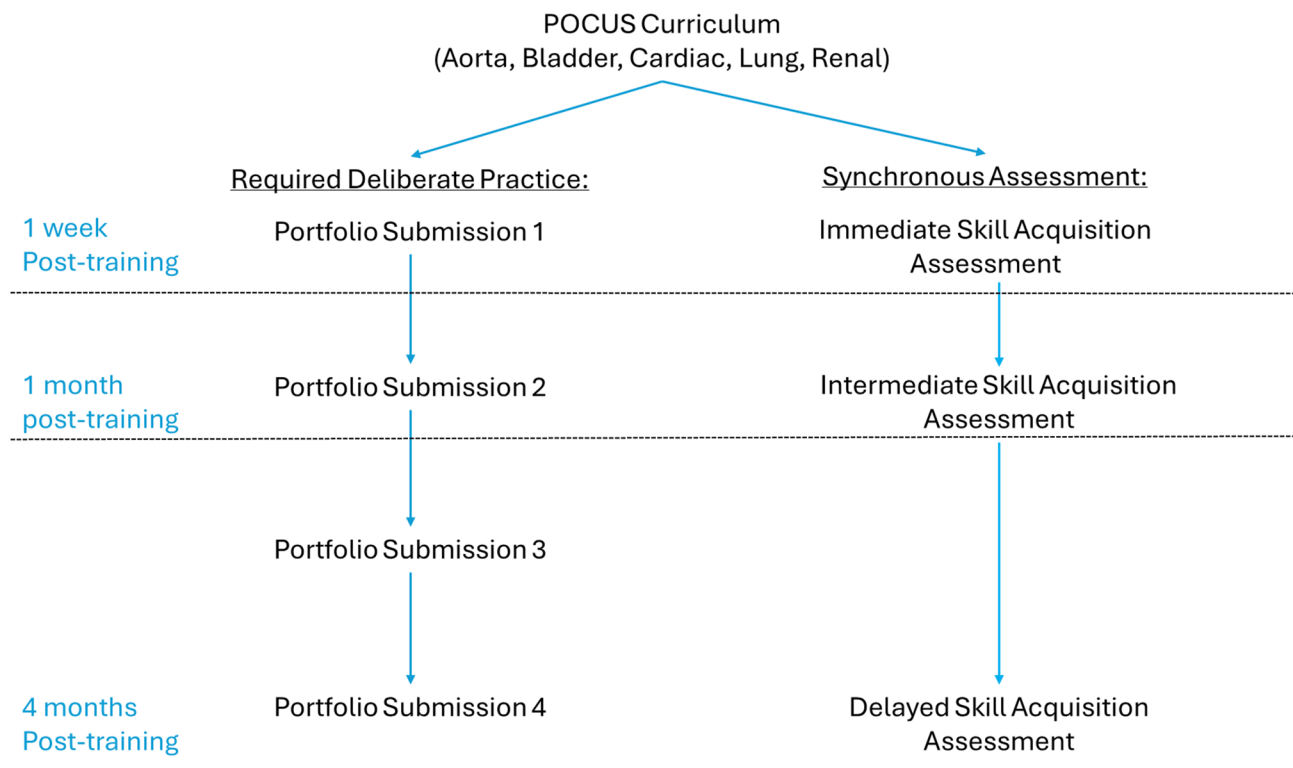 POCUS Curriculum
(Aorta, Bladder, Cardiac, Lung, Renal)
Required Deliberate Practice:
Synchronous Assessment:
1 week
Post-training
Portfolio Submission 1
Immediate Skill Acquisition
Assessment
1 month
post-training
Portfolio Submission 2
Intermediate Skill Acquisition
Assessment
Portfolio Submission 3
4 months
Post-training
Portfolio Submission 4
Delayed Skill Acquisition
Assessment